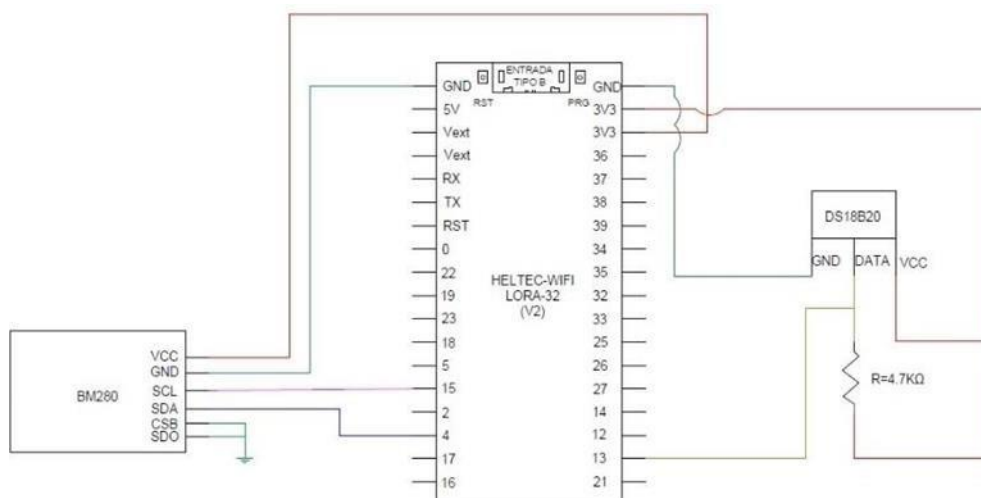 ENTRADA
TIPO B
RST
PRG
GND
5V
Vext
Vext
RX
TX
RST
0
22
19
23
18
5
15
2
4
17
16
GND
3V3
3V3
36
37
38
39
34
35
32
33
25
26
27
14
12
13
21
HELTEC-WIFI
LORA-32
(V2)
BM280
VCC
GND
SCL
SDA
CSB
SDO
DS18B20
GND DATA VCC
R=4.7KΩ